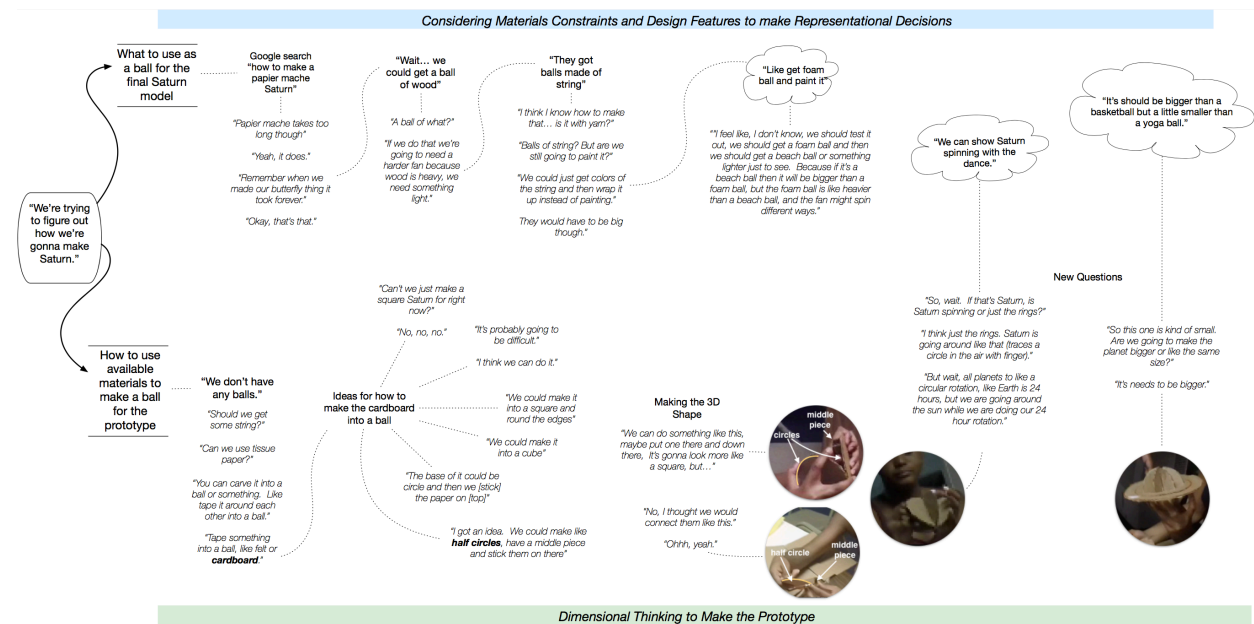 Considering Materials Constraints and Design Features to make Representational Decisions
"We're trying
to figure out
how we're
gonna make
Saturn."
What to use as
a ball for the
final Saturn
model
Google search
"how to make a
papier mache
Saturn"
"Papier mache takes too
long though"
"Yeah, it does."
"Remember when we
made our butterfly thing it
took forever."
"Okay, that's that."
"Wait... we
could get a ball
of wood"
"A ball of what?"
"If we do that we're
going to need a
harder fan because
wood is heavy, we
need something
light."
"They got
balls made of
string"
"I think I know how to make
that... is it with yarn?"
"Balls of string? But are we
still going to paint it?"
"We could just get colors of
the string and then wrap it
up instead of painting."
They would have to be big
though."
"Like get foam
ball and paint it"
""I feel like, I don't know, we should test it
out, we should get a foam ball and then
we should get a beach ball or something
lighter just to see. Because if it's a
beach ball then it will be bigger than a
foam ball, but the foam ball is like heavier
than a beach ball, and the fan might spin
different ways."
"We can show Saturn
spinning with the
dance."
"It's should be bigger than a
basketball but a little smaller than
a yoga ball."
New Questions
"So, wait. If that's Saturn, is
Saturn spinning or just the rings?"
"I think just the rings. Saturn is
going around like that (traces a
circle in the air with finger)."
"But wait, all planets to like a
circular rotation, like Earth is 24
hours, but we are going around
the sun while we are doing our 24
hour rotation."
"So this one is kind of small.
Are we going to make the
planet bigger or like the same
size?"
"It's needs to be bigger."
How to use
available
materials to
make a ball
for the
prototype
"We don't have
any balls."
"Should we get
some string?"
"Can we use tissue
paper?"
"You can carve it into a
ball or something. Like
tape it around each
other into a ball."
"Tape something
into a ball, like felt or
cardboard."
Ideas for how to
make the cardboard
into a ball
"Can't we just make a
square Saturn for right
now?"
"No, no, no."
"It's probably going to
be difficult."
"I think we can do it."
"We could make it
into a square and
round the edges"
"We could make it
into a cube"
"The base of it could be
circle and then we [stick]
the paper on [top]"
"I got an idea. We could make like
half circles, have a middle piece
and stick them on there"
Making the 3D
Shape
"We can do something like this,
maybe put one there and down
there, It's gonna look more like
a square, but..."
circles
middle
piece
"No, I thought we would
connect them like this."
"Ohhh, yeah."
half circle
middle
piece
Dimensional Thinking to Make the Prototype